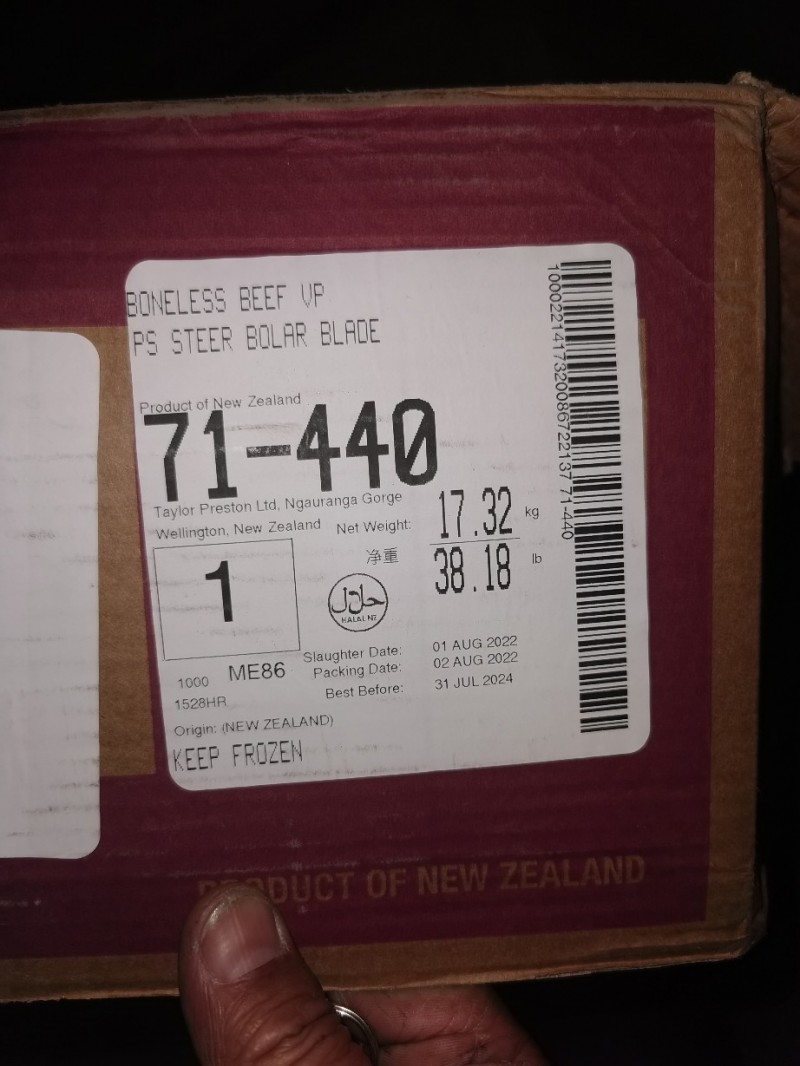 BONELESS BEEF VP
PS STEER BOLAR BLADE
Product of New Zealand
71-440
Taylor Preston Ltd, Ngauranga Gorge
Wellington, New Zealand
Net Weight:
净重
17.32 kg
38.18 lb
1
حلال
HALAL NZ
1000 ME86
1528HR
Slaughter Date: 01 AUG 2022
Packing Date: 02 AUG 2022
Best Before: 31 JUL 2024
Origin: (NEW ZEALAND)
KEEP FROZEN
1000221417320086722137 71-440
PRODUCT OF NEW ZEALAND